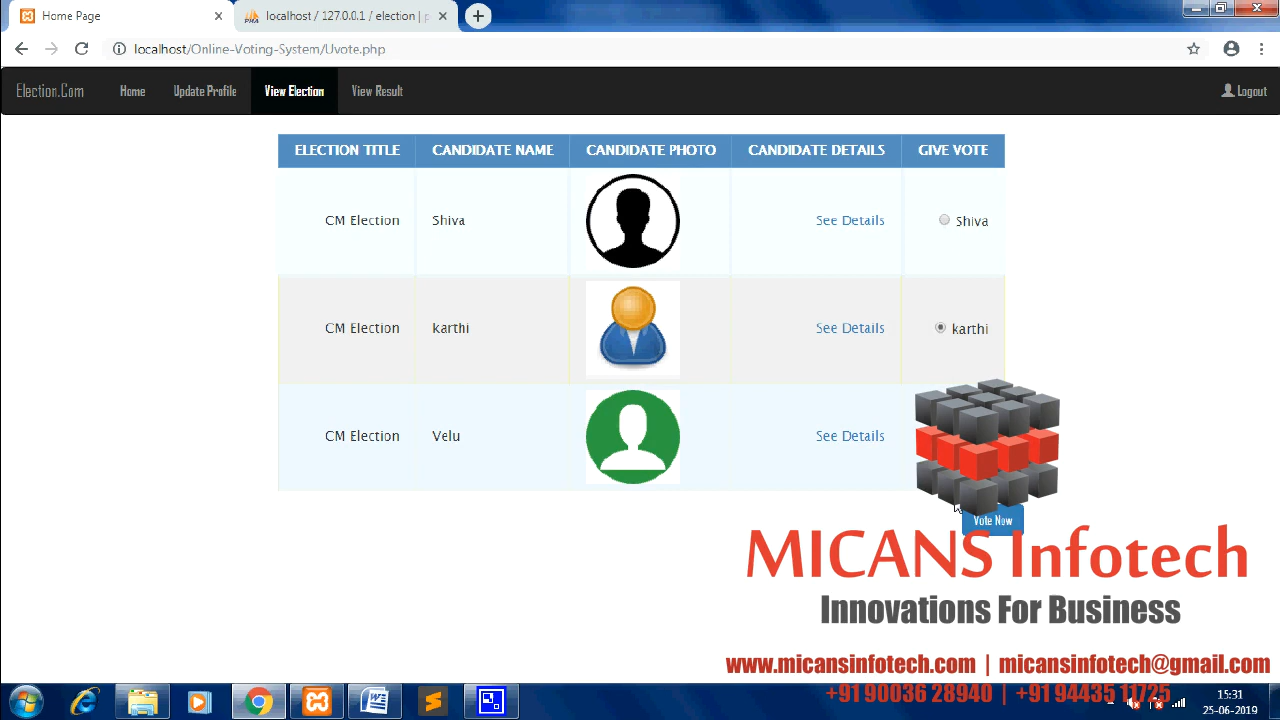 Home Page
localhost / 127.0.0.1 / election | p
localhost/Online-Voting-System/Uvote.php
Election.Com Home Update Profile View Election View Result Logout
ELECTION TITLE CANDIDATE NAME CANDIDATE PHOTO CANDIDATE DETAILS GIVE VOTE
CM Election Shiva See Details Shiva
CM Election karthi See Details karthi
CM Election Velu See Details
Vote Now
MICANS Infotech
Innovations For Business
www.micansinfotech.com | micansinfotech@gmail.com
+91 90036 28940 | +91 94435 11725
15:31
25-06-2019